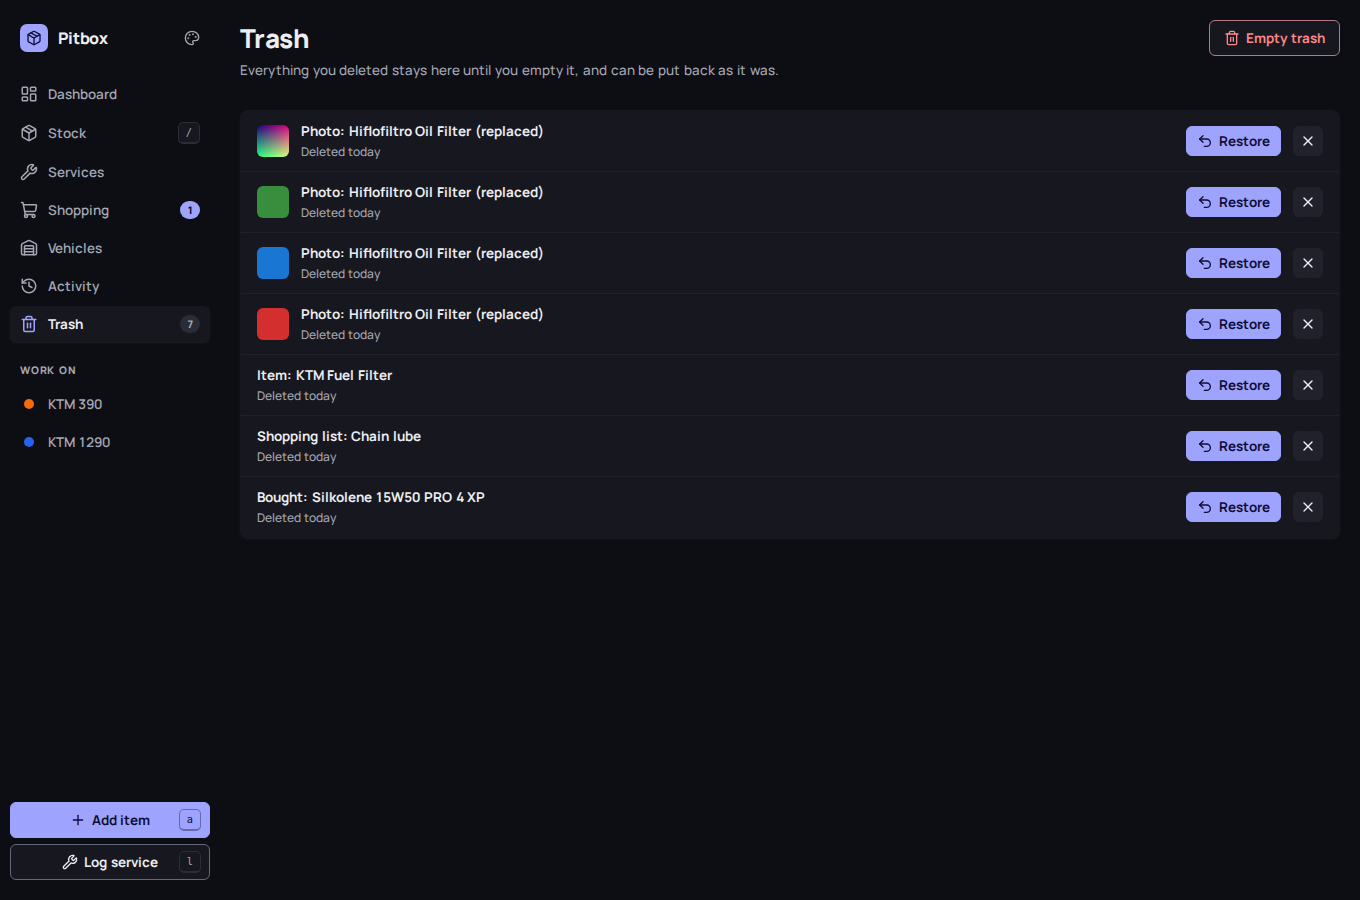 Pitbox
Dashboard
Stock /
Services
Shopping 1
Vehicles
Activity
Trash 7
WORK ON
KTM 390
KTM 1290
Add item a
Log service l
Trash
Empty trash
Everything you deleted stays here until you empty it, and can be put back as it was.
Photo: Hiflofiltro Oil Filter (replaced)
Deleted today
Restore
Photo: Hiflofiltro Oil Filter (replaced)
Deleted today
Restore
Photo: Hiflofiltro Oil Filter (replaced)
Deleted today
Restore
Photo: Hiflofiltro Oil Filter (replaced)
Deleted today
Restore
Item: KTM Fuel Filter
Deleted today
Restore
Shopping list: Chain lube
Deleted today
Restore
Bought: Silkolene 15W50 PRO 4 XP
Deleted today
Restore